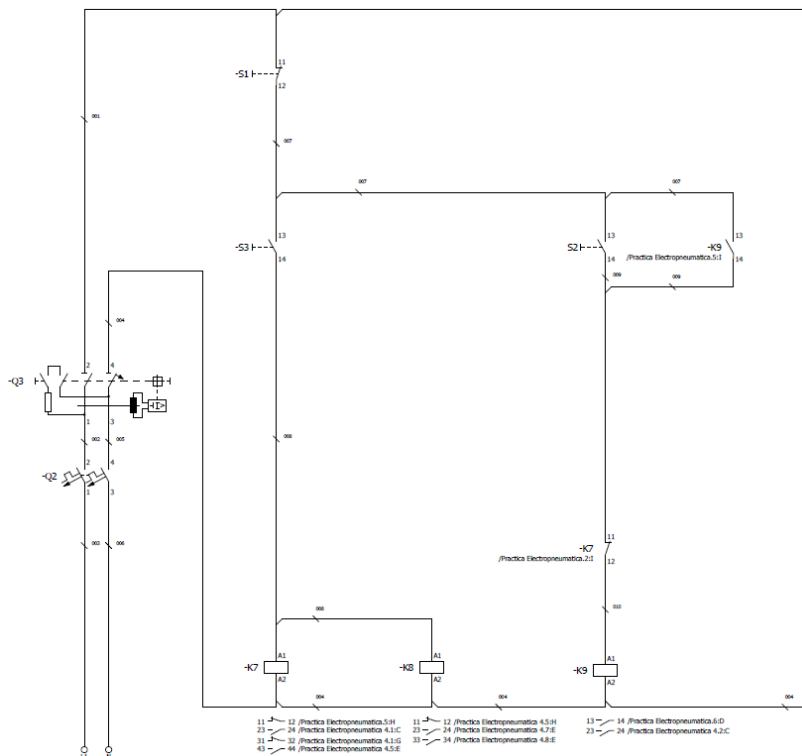 11
-S1
12
001
007
007
007
13
13
13
-S3
S2
-K9
14
14
14
/Practica Electropneumatica.5:I
009
009
004
2
4
-Q3
I>
1
3
002
005
008
2
4
-Q2
1
3
003
006
11
-K7
12
/Practica Electropneumatica.2:I
010
008
A1
A1
A1
-K7
-K8
-K9
A2
A2
A2
004
004
004
11 12 /Practica Electropneumatica.5:H
23 24 /Practica Electropneumatica 4.1:C
31 32 /Practica Electropneumatica 4.1:G
43 44 /Practica Electropneumatica 4.5:E
11 12 /Practica Electropneumatica 4.5:H
23 24 /Practica Electropneumatica 4.7:E
33 34 /Practica Electropneumatica 4.8:E
13 14 /Practica Electropneumatica.6:D
23 24 /Practica Electropneumatica 4.2:C